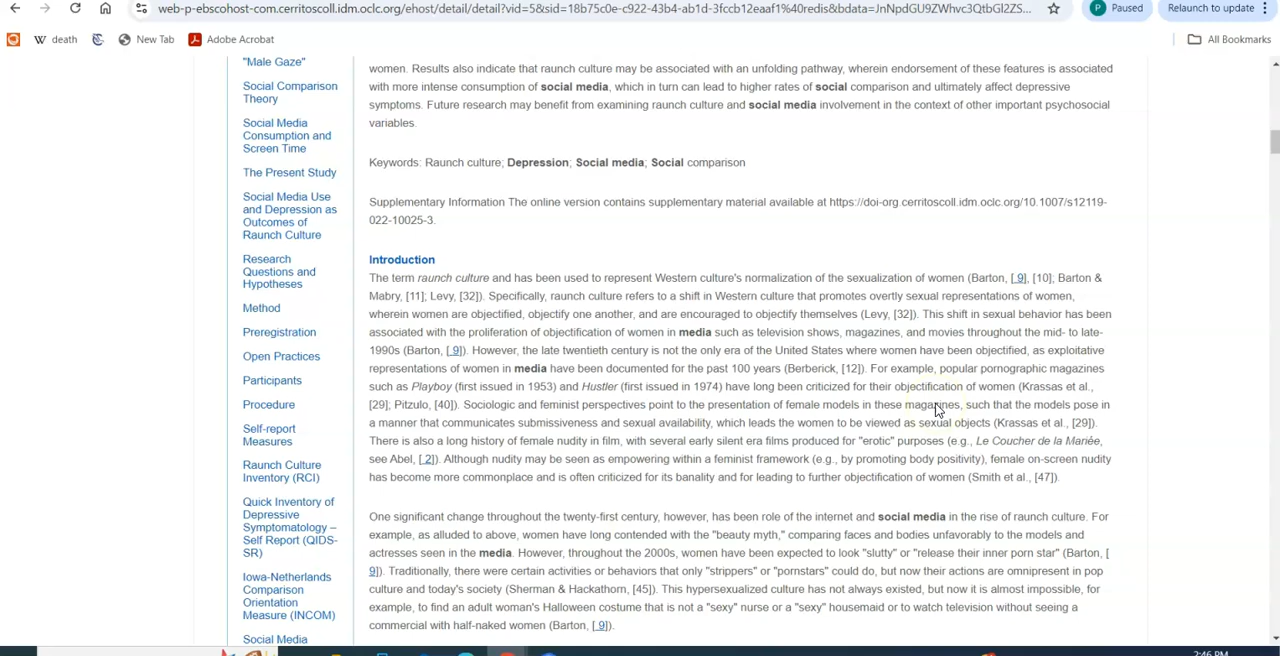 web-p-ebscohost-com.cerritoscoll.idm.oclc.org/ehost/detail/detail?vid=5&sid=18b75c0e-c922-43b4-ab1d-3fccb12eaaf1%40redis&bdata=JnNpdGU9ZWhvc3QtbGl2ZS...
P Paused
Relaunch to update
death
New Tab
Adobe Acrobat
All Bookmarks
"Male Gaze"
Social Comparison
Theory
Social Media
Consumption and
Screen Time
The Present Study
Social Media Use
and Depression as
Outcomes of
Raunch Culture
Research
Questions and
Hypotheses
Method
Preregistration
Open Practices
Participants
Procedure
Self-report
Measures
Raunch Culture
Inventory (RCI)
Quick Inventory of
Depressive
Symptomatology –
Self Report (QIDS-
SR)
Iowa-Netherlands
Comparison
Orientation
Measure (INCOM)
Social Media
women. Results also indicate that raunch culture may be associated with an unfolding pathway, wherein endorsement of these features is associated
with more intense consumption of social media, which in turn can lead to higher rates of social comparison and ultimately affect depressive
symptoms. Future research may benefit from examining raunch culture and social media involvement in the context of other important psychosocial
variables.
Keywords: Raunch culture; Depression; Social media; Social comparison
Supplementary Information The online version contains supplementary material available at https://doi-org.cerritoscoll.idm.oclc.org/10.1007/s12119-
022-10025-3.
Introduction
The term raunch culture and has been used to represent Western culture's normalization of the sexualization of women (Barton, [ 9], [10]; Barton &
Mabry, [11]; Levy, [32]). Specifically, raunch culture refers to a shift in Western culture that promotes overtly sexual representations of women,
wherein women are objectified, objectify one another, and are encouraged to objectify themselves (Levy, [32]). This shift in sexual behavior has been
associated with the proliferation of objectification of women in media such as television shows, magazines, and movies throughout the mid- to late-
1990s (Barton, [ 9]). However, the late twentieth century is not the only era of the United States where women have been objectified, as exploitative
representations of women in media have been documented for the past 100 years (Berberick, [12]). For example, popular pornographic magazines
such as Playboy (first issued in 1953) and Hustler (first issued in 1974) have long been criticized for their objectification of women (Krassas et al.,
[29]; Pitzulo, [40]). Sociologic and feminist perspectives point to the presentation of female models in these magazines, such that the models pose in
a manner that communicates submissiveness and sexual availability, which leads the women to be viewed as sexual objects (Krassas et al., [29]).
There is also a long history of female nudity in film, with several early silent era films produced for "erotic" purposes (e.g., Le Coucher de la Mariée,
see Abel, [ 2]). Although nudity may be seen as empowering within a feminist framework (e.g., by promoting body positivity), female on-screen nudity
has become more commonplace and is often criticized for its banality and for leading to further objectification of women (Smith et al., [47]).
One significant change throughout the twenty-first century, however, has been role of the internet and social media in the rise of raunch culture. For
example, as alluded to above, women have long contended with the "beauty myth," comparing faces and bodies unfavorably to the models and
actresses seen in the media. However, throughout the 2000s, women have been expected to look "slutty" or "release their inner porn star" (Barton, [
9]). Traditionally, there were certain activities or behaviors that only "strippers" or "pornstars" could do, but now their actions are omnipresent in pop
culture and today's society (Sherman & Hackathorn, [45]). This hypersexualized culture has not always existed, but now it is almost impossible, for
example, to find an adult woman's Halloween costume that is not a "sexy" nurse or a "sexy" housemaid or to watch television without seeing a
commercial with half-naked women (Barton, [ 9]).
2:46 PM